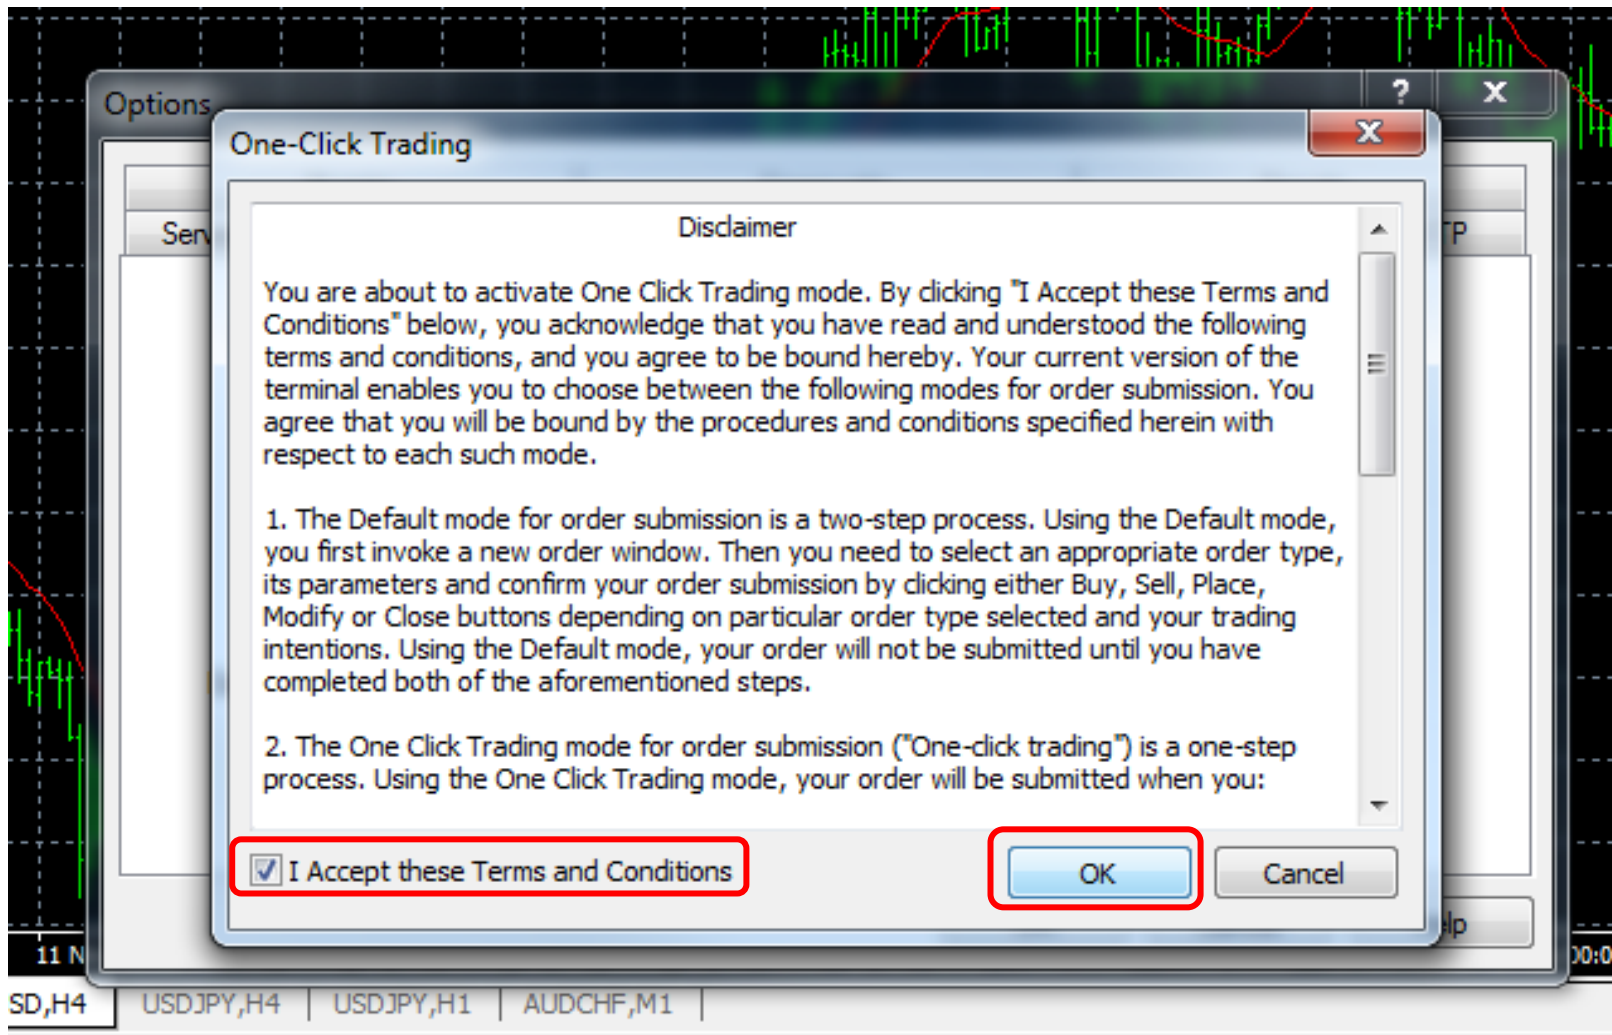 Options
?
X
One-Click Trading
X
Disclaimer
TP
You are about to activate One Click Trading mode. By clicking "I Accept these Terms and
Conditions" below, you acknowledge that you have read and understood the following
terms and conditions, and you agree to be bound hereby. Your current version of the
terminal enables you to choose between the following modes for order submission. You
agree that you will be bound by the procedures and conditions specified herein with
respect to each such mode.
1. The Default mode for order submission is a two-step process. Using the Default mode,
you first invoke a new order window. Then you need to select an appropriate order type,
its parameters and confirm your order submission by clicking either Buy, Sell, Place,
Modify or Close buttons depending on particular order type selected and your trading
intentions. Using the Default mode, your order will not be submitted until you have
completed both of the aforementioned steps.
2. The One Click Trading mode for order submission ("One-click trading") is a one-step
process. Using the One Click Trading mode, your order will be submitted when you:
I Accept these Terms and Conditions
OK
Cancel
elp
11 N
00:0
SD,H4
USDJPY,H4
USDJPY,H1
AUDCHF,M1